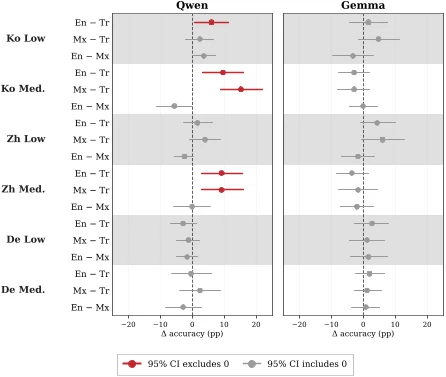 Qwen Gemma
Ko Low
En − Tr
Mx − Tr
En − Mx
Ko Med.
En − Tr
Mx − Tr
En − Mx
Zh Low
En − Tr
Mx − Tr
En − Mx
Zh Med.
En − Tr
Mx − Tr
En − Mx
De Low
En − Tr
Mx − Tr
En − Mx
De Med.
En − Tr
Mx − Tr
En − Mx
−20 −10 0 10 20 −20 −10 0 10 20
Δ accuracy (pp) Δ accuracy (pp)
95% CI excludes 0 95% CI includes 0